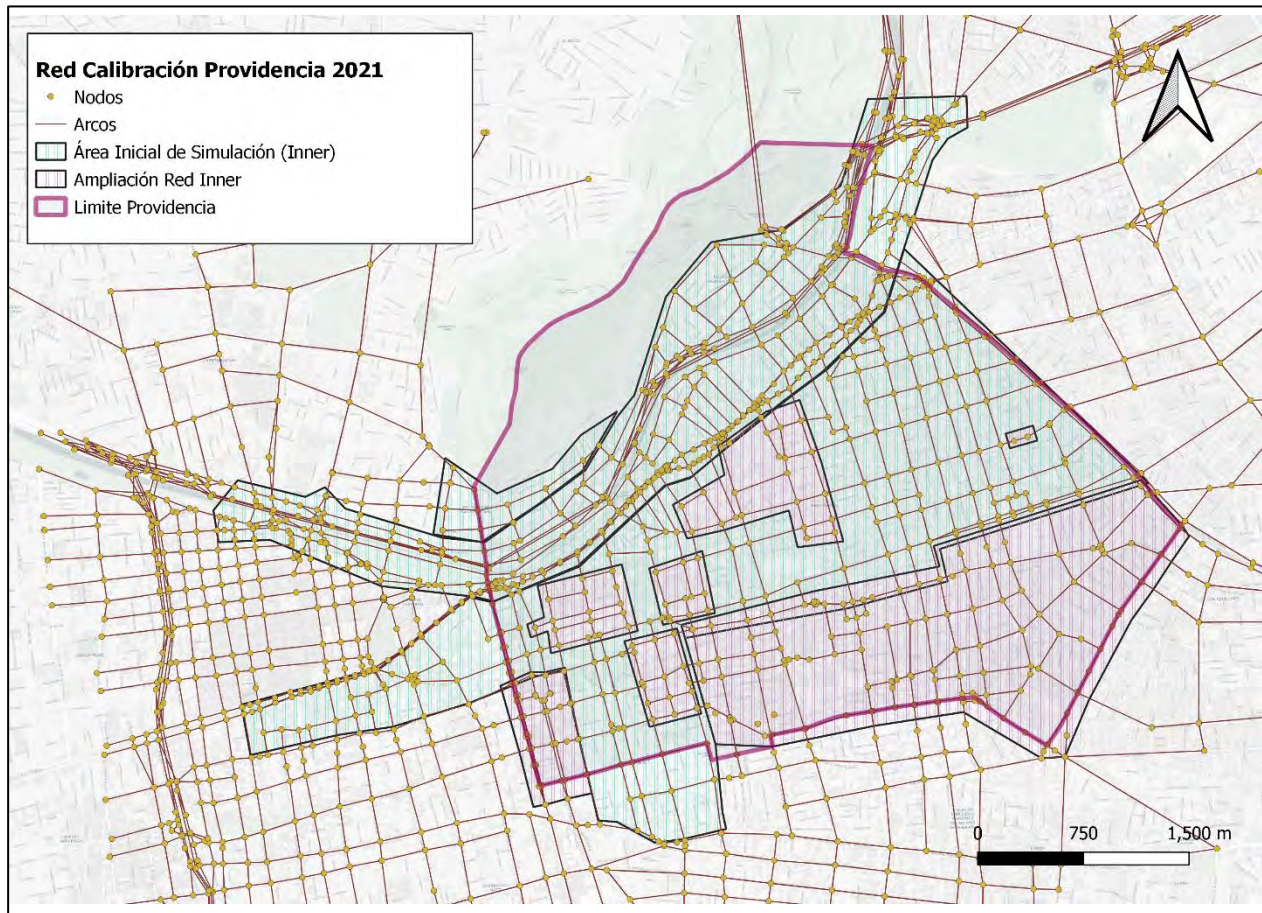 Red Calibración Providencia 2021
Nodos
Arcos
Área Inicial de Simulación (Inner)
Ampliación Red Inner
Limite Providencia
0 750 1,500 m